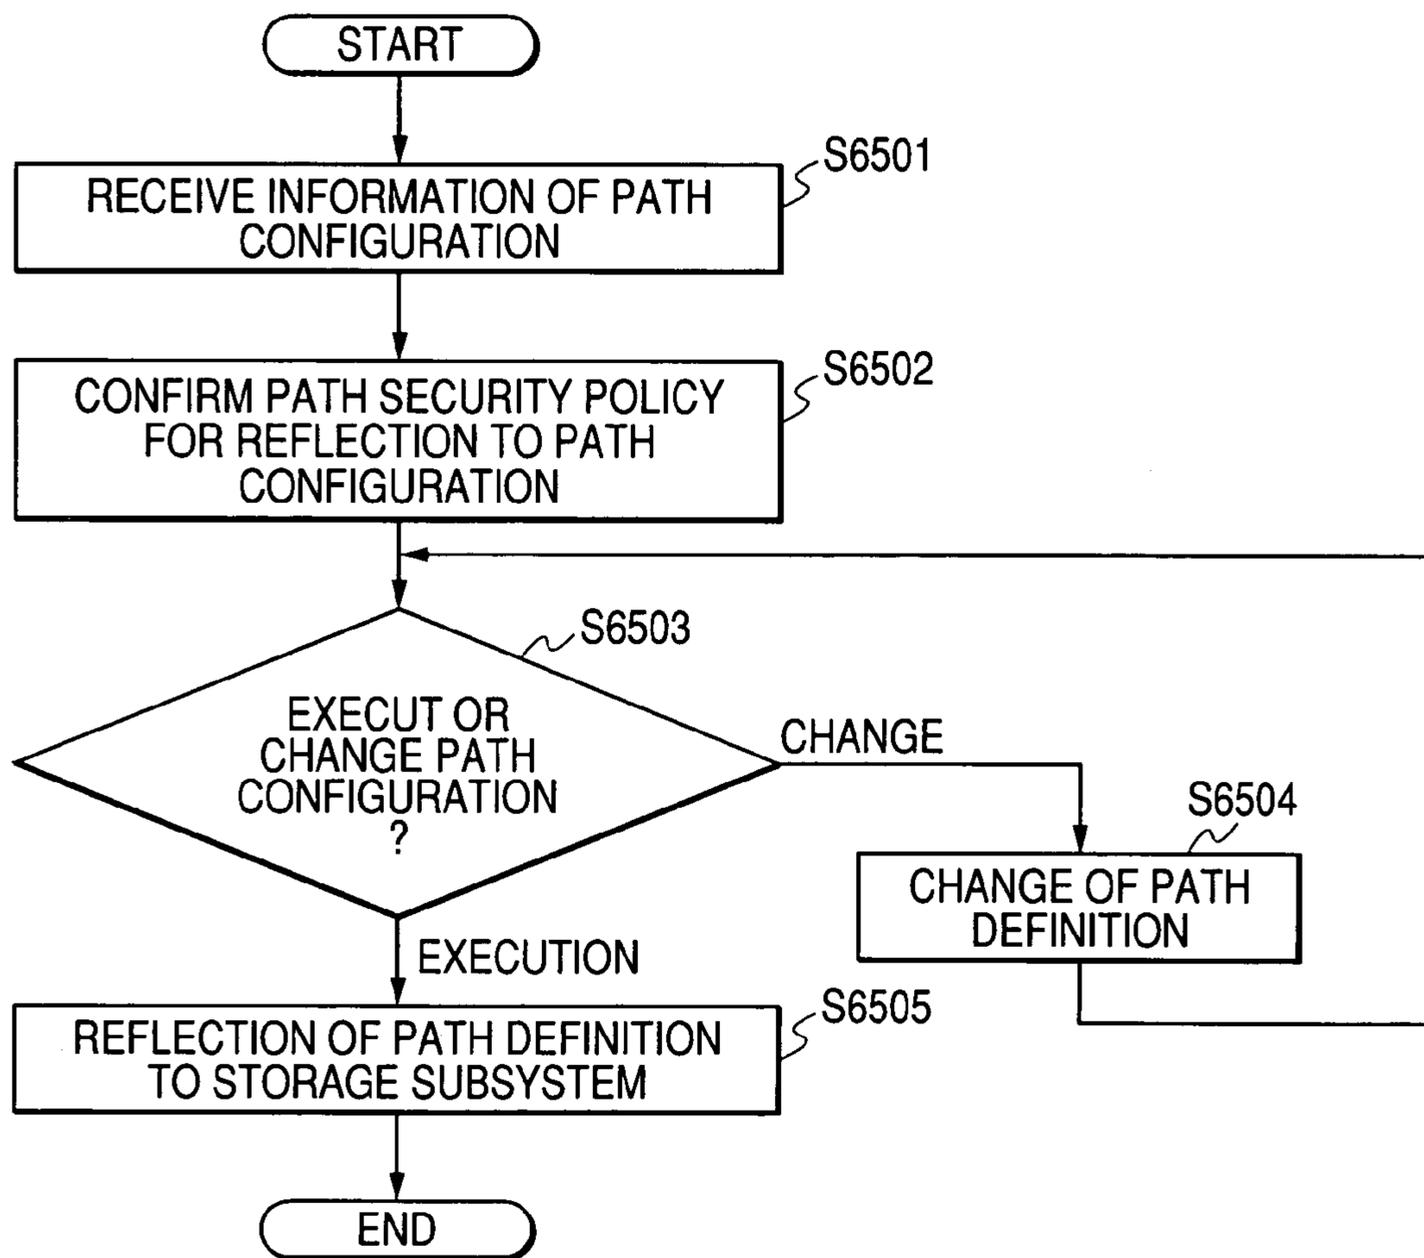 START
S6501
RECEIVE INFORMATION OF PATH
CONFIGURATION
S6502
CONFIRM PATH SECURITY POLICY
FOR REFLECTION TO PATH
CONFIGURATION
S6503
EXECUT OR
CHANGE PATH
CONFIGURATION
?
CHANGE
S6504
CHANGE OF PATH
DEFINITION
EXECUTION
S6505
REFLECTION OF PATH DEFINITION
TO STORAGE SUBSYSTEM
END